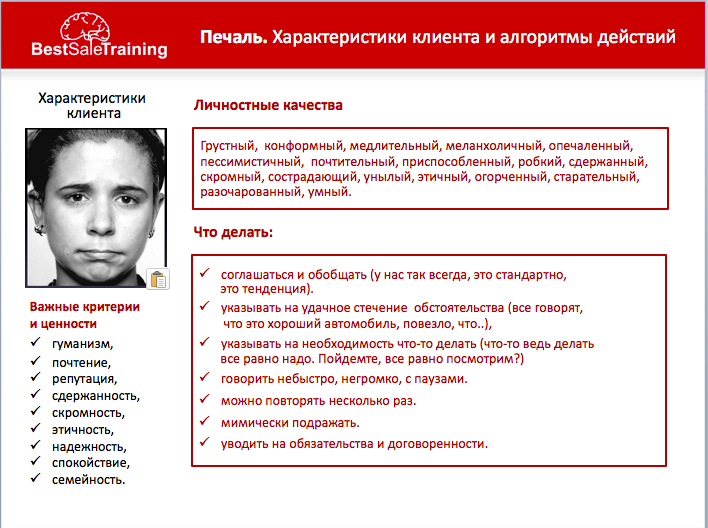 BestSaleTraining
Печаль. Характеристики клиента и алгоритмы действий
Характеристики
клиента
Важные критерии
и ценности
гуманизм,
почтение,
репутация,
сдержанность,
скромность,
этичность,
надежность,
спокойствие,
семейность.
Личностные качества
Грустный, конформный, медлительный, меланхоличный, опечаленный,
пессимистичный, почтительный, приспособленный, робкий, сдержанный,
скромный, сострадающий, унылый, этичный, огорченный, старательный,
разочарованный, умный.
Что делать:
соглашаться и обобщать (у нас так всегда, это стандартно,
это тенденция).
указывать на удачное стечение обстоятельства (все говорят,
что это хороший автомобиль, повезло, что..),
указывать на необходимость что-то делать (что-то ведь делать
все равно надо. Пойдемте, все равно посмотрим?)
говорить небыстро, негромко, с паузами.
можно повторять несколько раз.
мимически подражать.
уводить на обязательства и договоренности.